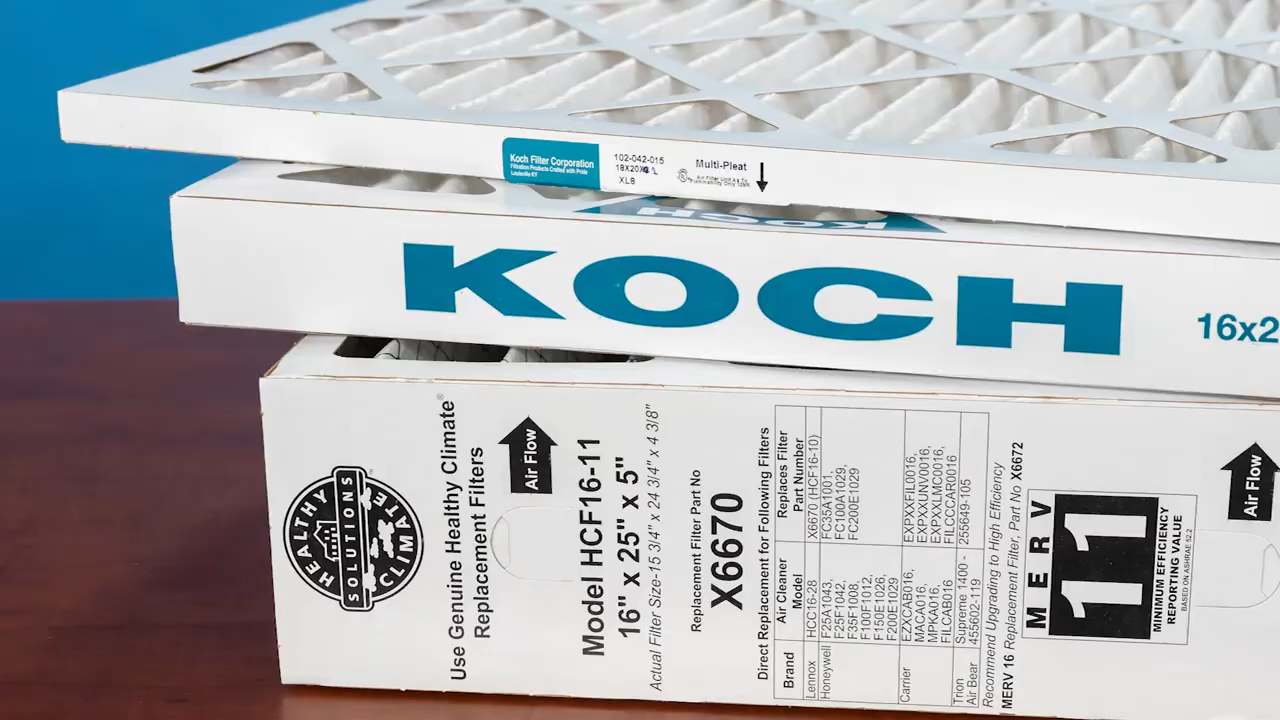 Koch Filter Corporation
Filtration Products Crafted with Pride
Louisville KY
102-042-015
18X20X
XL8
Multi-Pleat
KOCH
KOCH
16x2
HEALTHY
SOLUTIONS
CLIMATE
Use Genuine Healthy Climate®
Replacement Filters
Air Flow
Model HCF16-11
16" x 25" x 5"
Actual Filter Size-15 3/4" x 24 3/4" x 4 3/8"
Replacement Filter Part No
X6670
Direct Replacement for Following Filters
Brand Air Cleaner Model Replaces Filter Part Number
Lennox HCC16-28 X6670 (HCF16-10)
Honeywell F25A1043, F35A1001,
F25F1042, FC100A1029,
F35F1008, FC200E1029
F100F1012,
F150E1026,
F200E1029
Carrier EZXCAB016, EXPXXFIL0016,
MACA016, EXPXXUNV0016,
MPKA016, EXPXXLMC0016,
FILCAB016 FILCCCAR0016
Trion Supreme 1400 - 255649-105
Air Bear 455602-119
Recommend Upgrading to High Efficiency
MERV 16 Replacement Filter, Part No X6672
MERV
11
MINIMUM EFFICIENCY
REPORTING VALUE
BASED ON ASHRAE 52.2
Air Flow